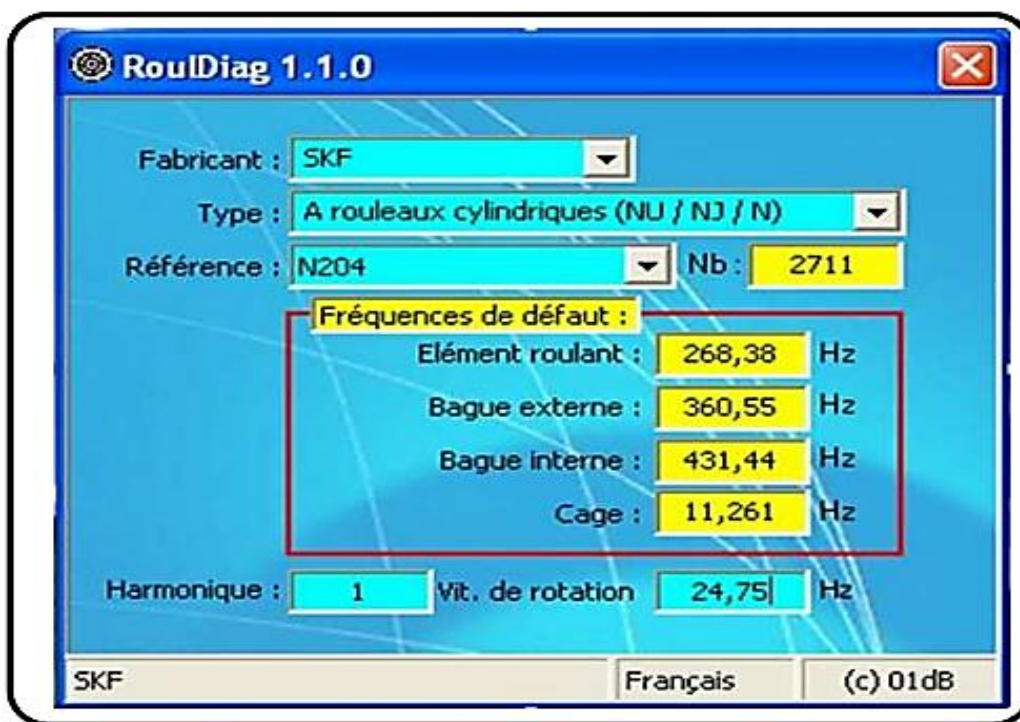 RoulDiag 1.1.0
Fabricant : SKF
Type : A rouleaux cylindriques (NU / NJ / N)
Référence : N204 Nb : 2711
Fréquences de défaut :
Elément roulant : 268,38 Hz
Bague externe : 360,55 Hz
Bague interne : 431,44 Hz
Cage : 11,261 Hz
Harmonique : 1 Vit. de rotation 24,75 Hz
SKF Français (c) 01dB